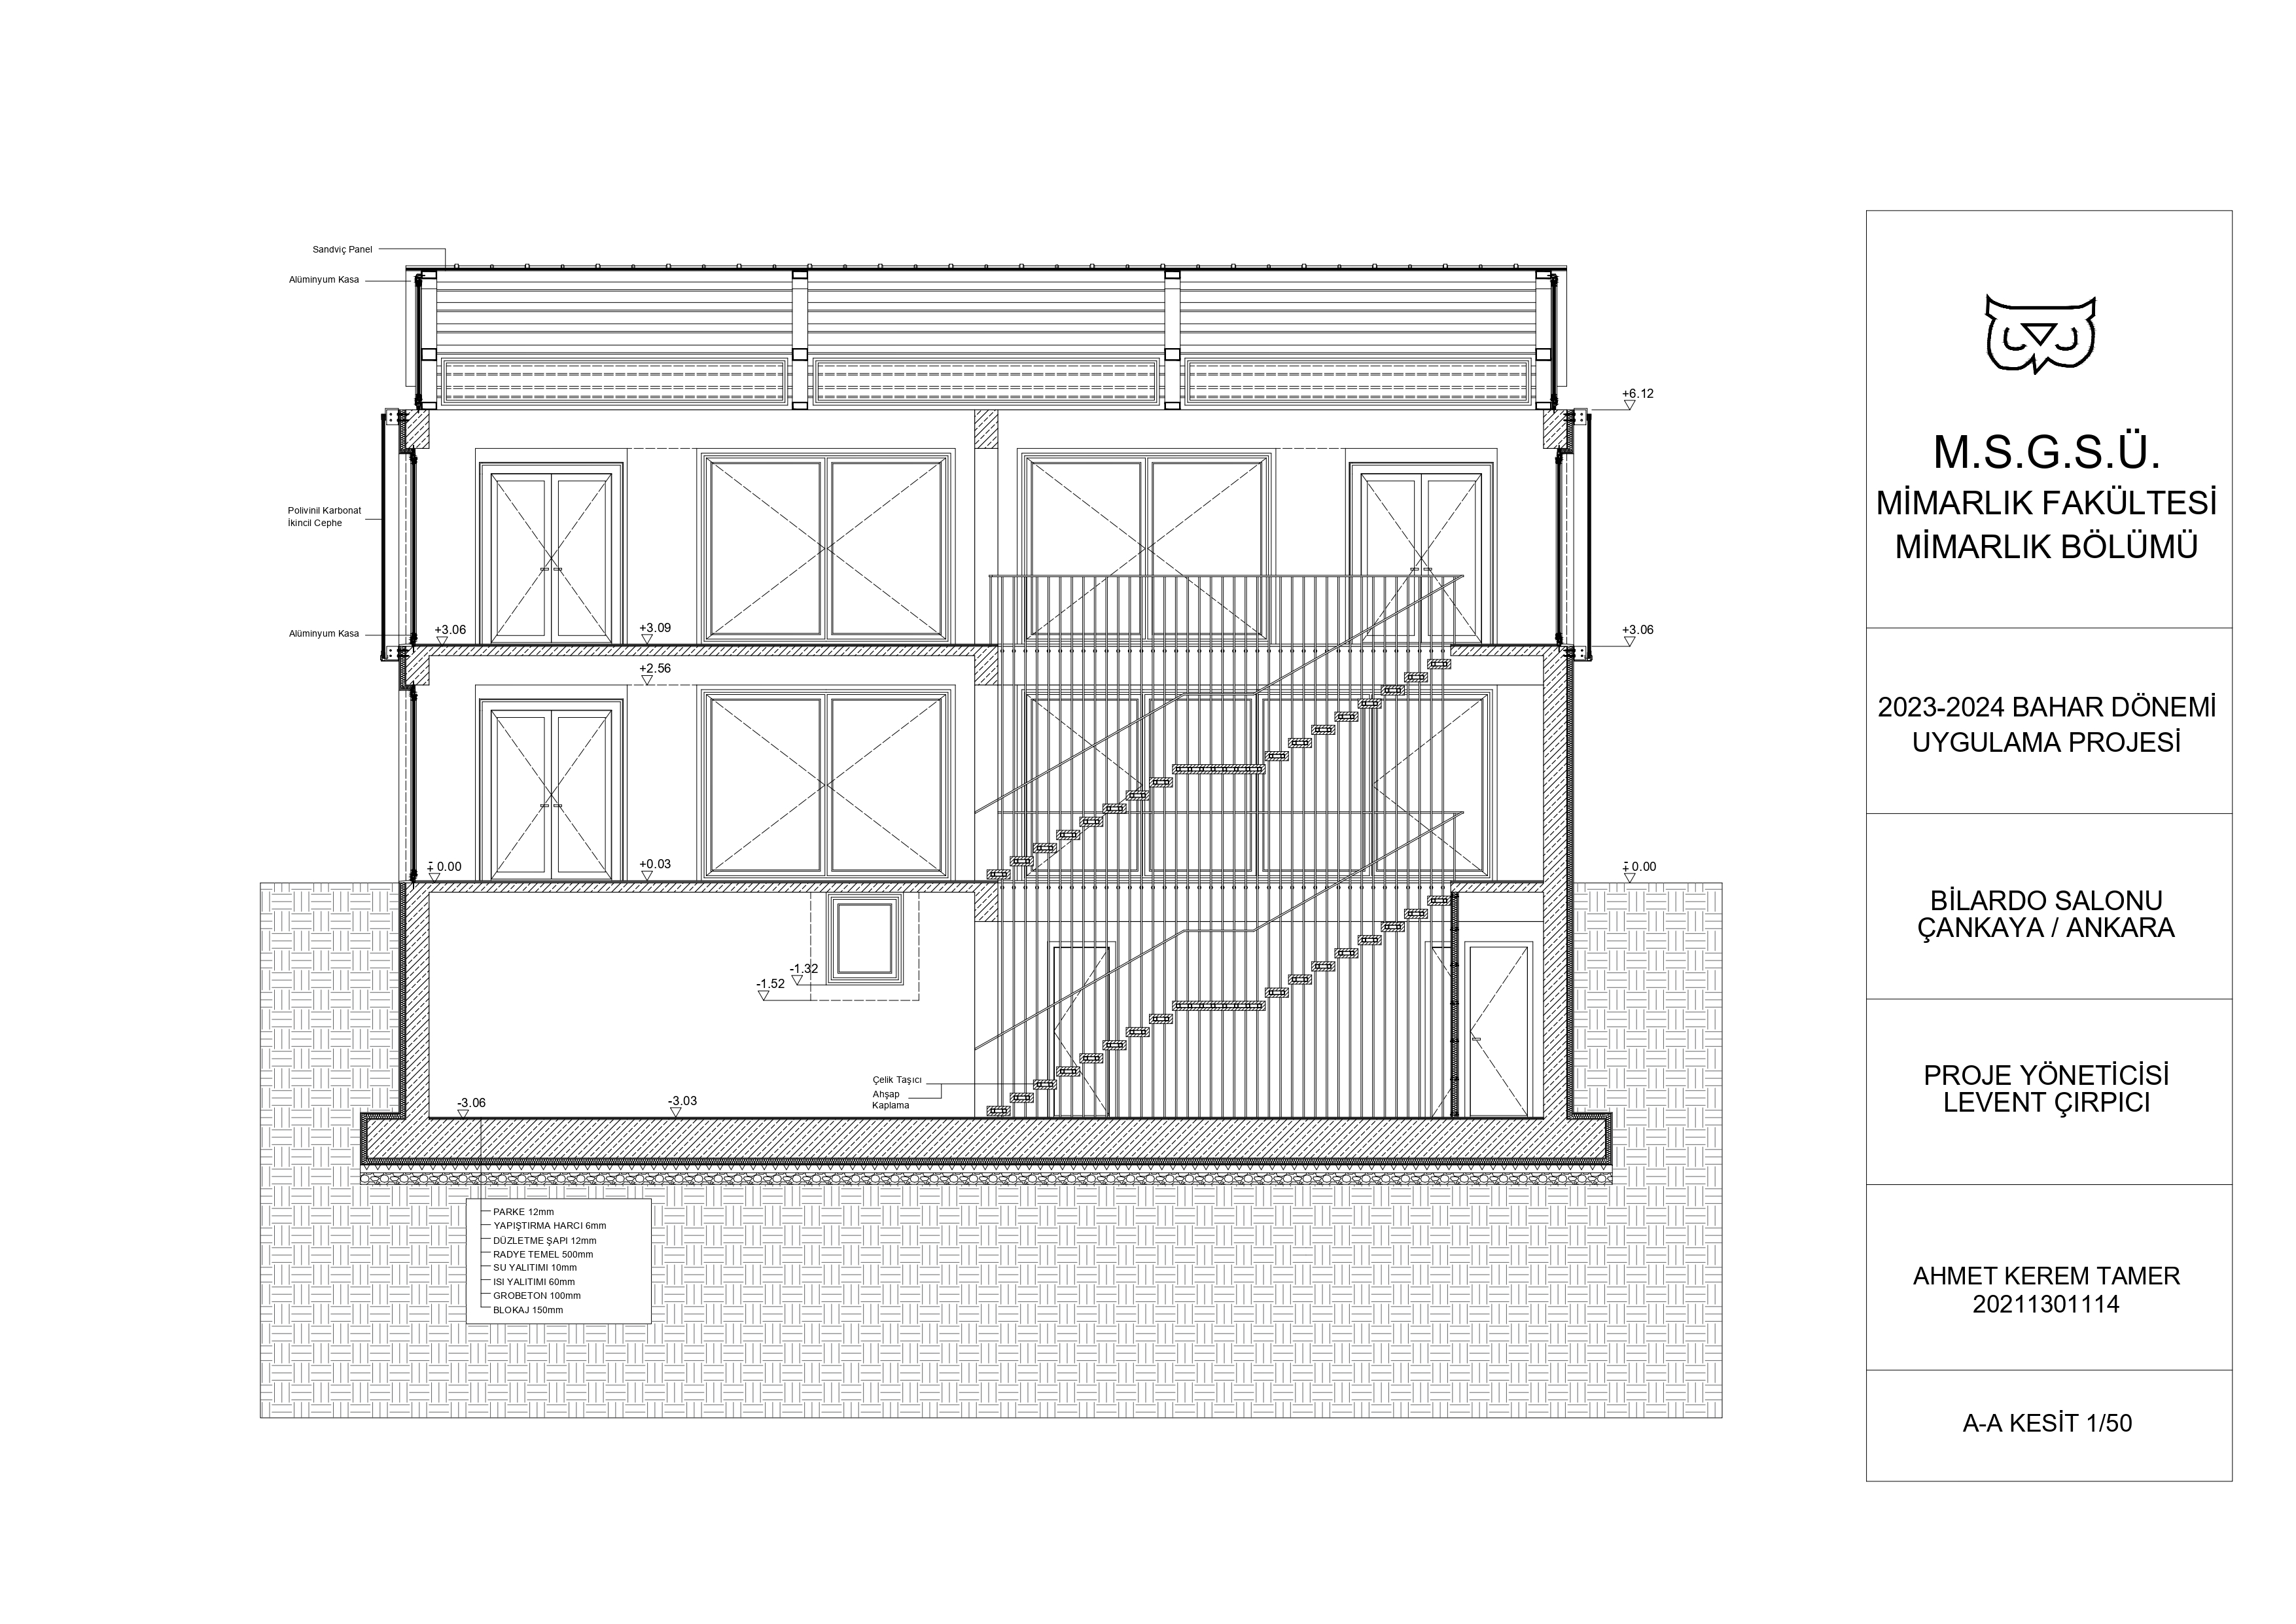 Sandviç Panel
Alüminyum Kasa
+6.12
Polivinil Karbonat
İkincil Cephe
Alüminyum Kasa
+3.06
+3.09
+3.06
+2.56
+ 0.00
+0.03
+ 0.00
-1.32
-1.52
Çelik Taşıcı
Ahşap
Kaplama
-3.06
-3.03
PARKE 12mm
YAPIŞTIRMA HARCI 6mm
DÜZLETME ŞAPI 12mm
RADYE TEMEL 500mm
SU YALITIMI 10mm
ISI YALITIMI 60mm
GROBETON 100mm
BLOKAJ 150mm
M.S.G.S.Ü.
MİMARLIK FAKÜLTESİ
MİMARLIK BÖLÜMÜ
2023-2024 BAHAR DÖNEMİ
UYGULAMA PROJESİ
BİLARDO SALONU
ÇANKAYA / ANKARA
PROJE YÖNETİCİSİ
LEVENT ÇIRPICI
AHMET KEREM TAMER
20211301114
A-A KESİT 1/50